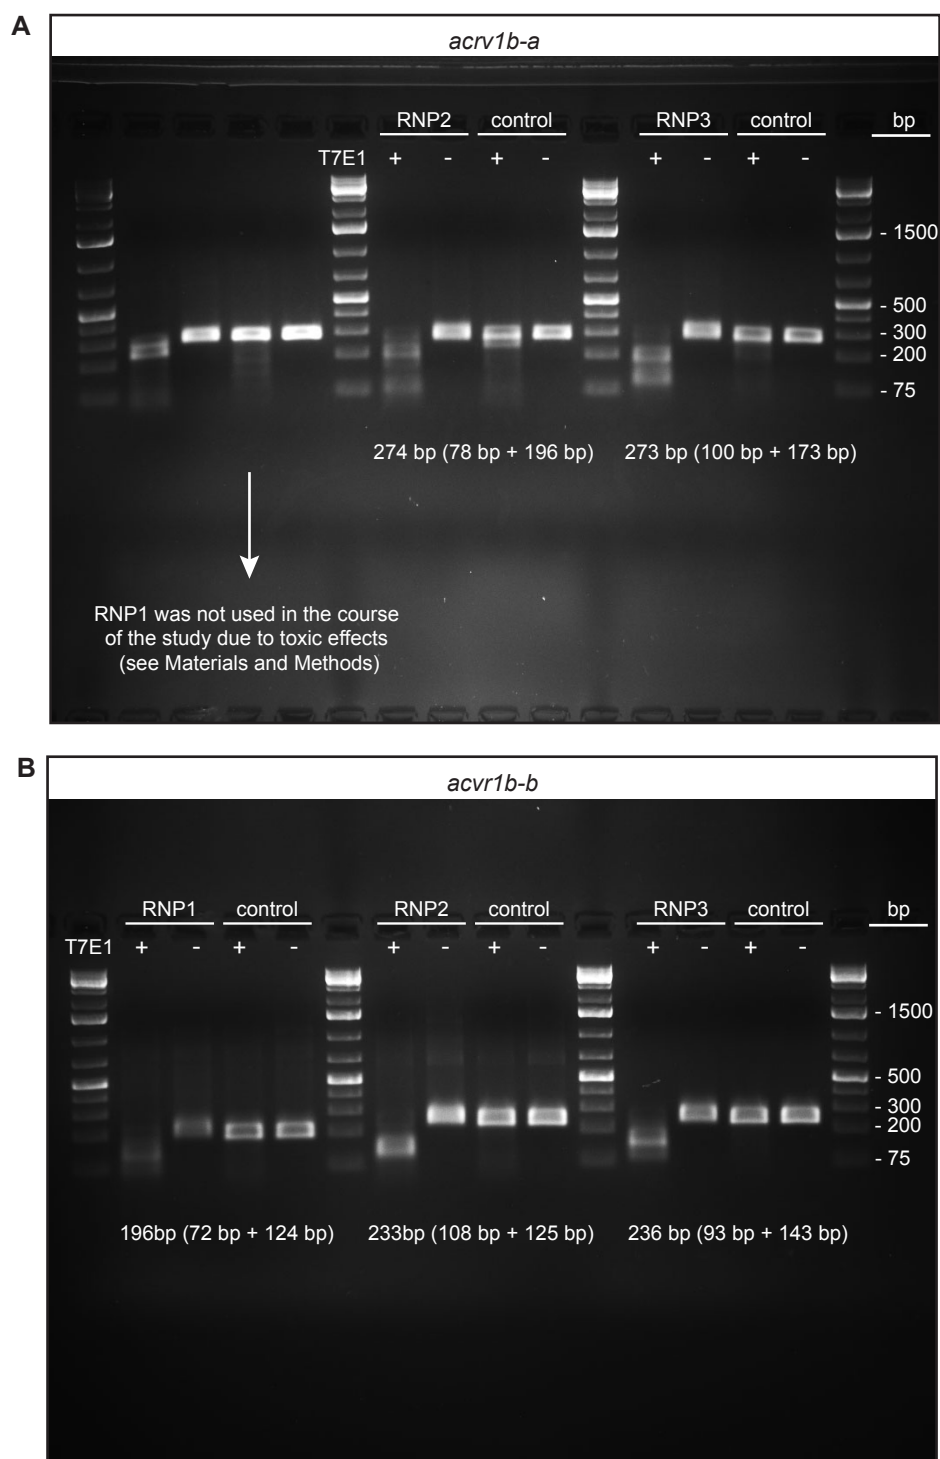 A
acrv1b-a
RNP2 control RNP3 control bp
T7E1 + - + - + - + -
- 1500
- 500
- 300
- 200
- 75
274 bp (78 bp + 196 bp) 273 bp (100 bp + 173 bp)
RNP1 was not used in the course
of the study due to toxic effects
(see Materials and Methods)
B
acvr1b-b
RNP1 control RNP2 control RNP3 control bp
T7E1 + - + - + - + - + - + -
- 1500
- 500
- 300
- 200
- 75
196bp (72 bp + 124 bp) 233bp (108 bp + 125 bp) 236 bp (93 bp + 143 bp)